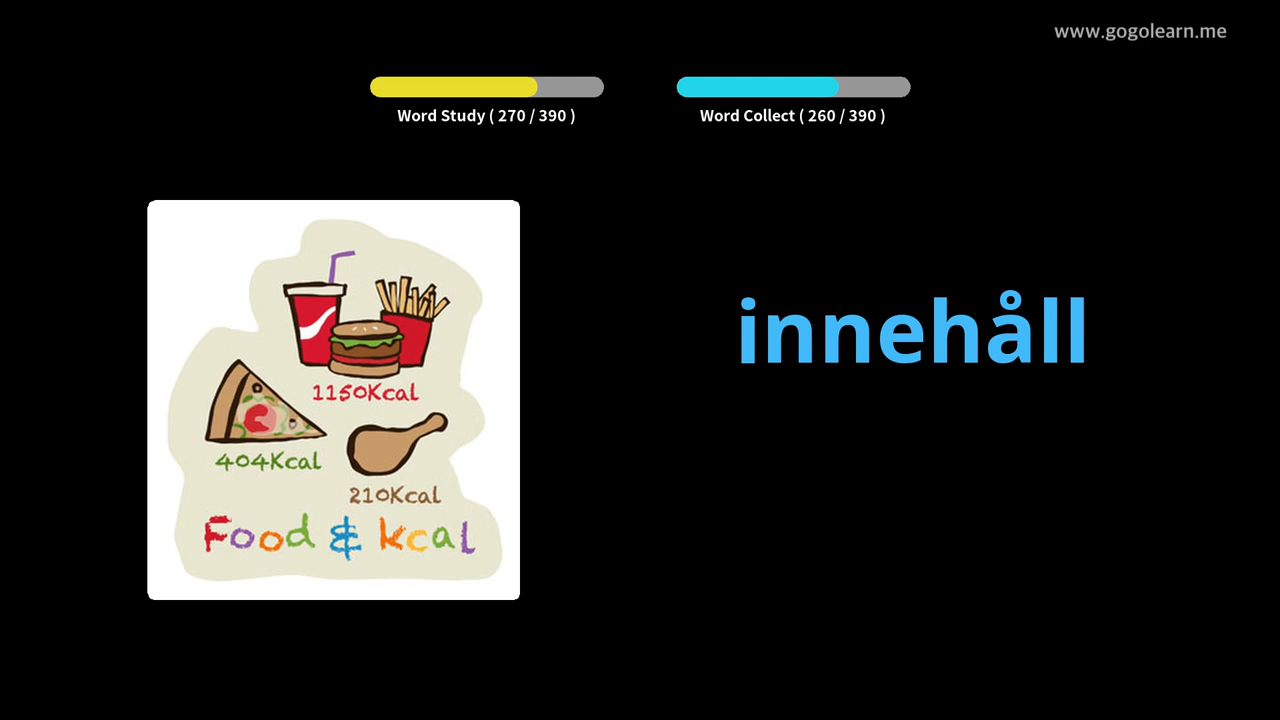 www.gogolearn.me
Word Study ( 270 / 390 )
Word Collect ( 260 / 390 )
1150Kcal
404Kcal
210Kcal
Food & kcal
innehåll